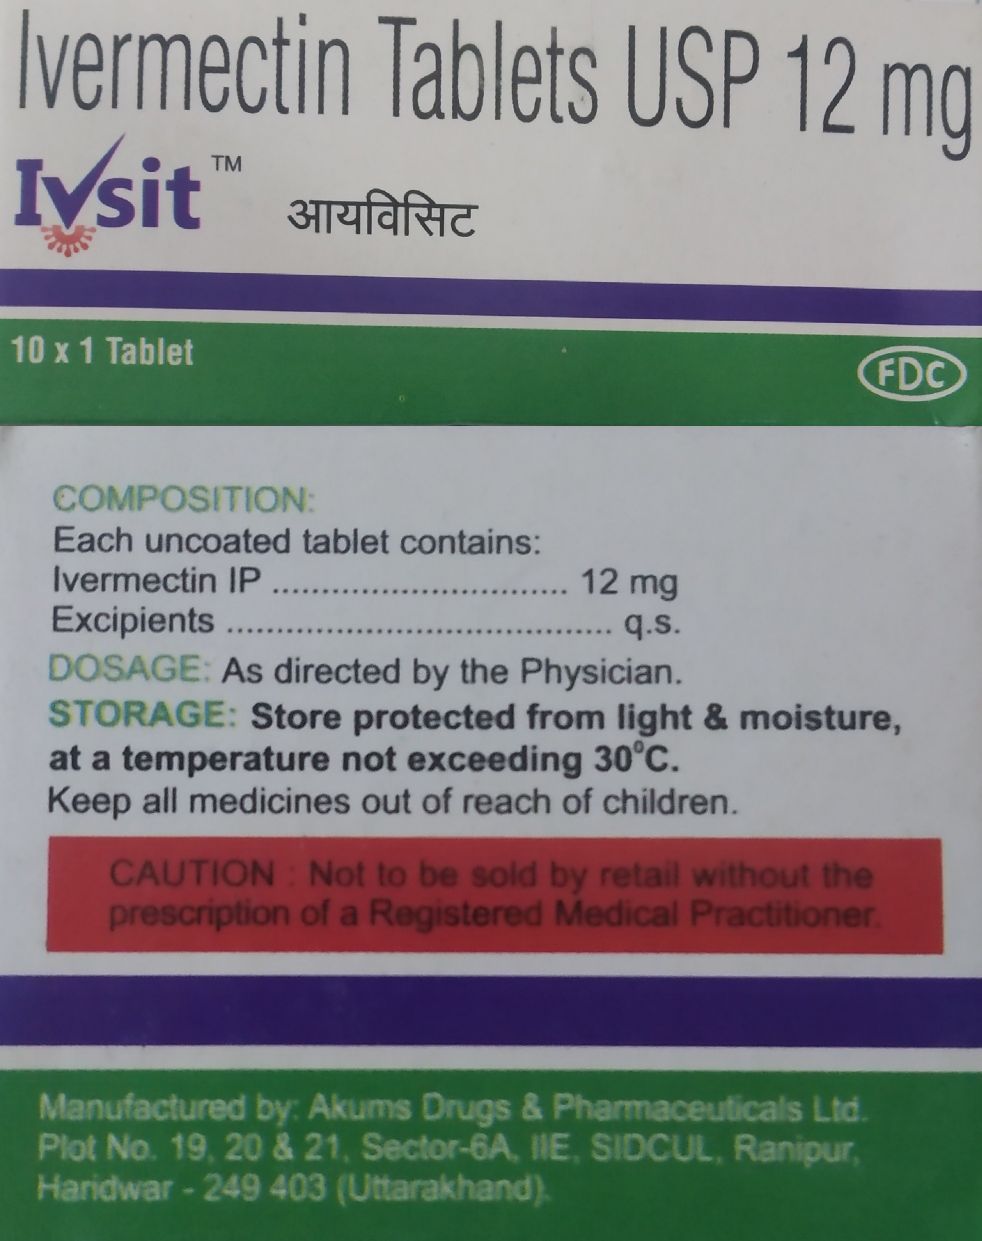 Ivermectin Tablets USP 12 mg
Ivsit™ आयविसिट
10 x 1 Tablet
FDC
COMPOSITION:
Each uncoated tablet contains:
Ivermectin IP ............................. 12 mg
Excipients ...................................... q.s.
DOSAGE: As directed by the Physician.
STORAGE: Store protected from light & moisture,
at a temperature not exceeding 30°C.
Keep all medicines out of reach of children.
CAUTION : Not to be sold by retail without the
prescription of a Registered Medical Practitioner.
Manufactured by: Akums Drugs & Pharmaceuticals Ltd.
Plot No. 19, 20 & 21, Sector-6A, IIE, SIDCUL, Ranipur,
Haridwar - 249 403 (Uttarakhand).